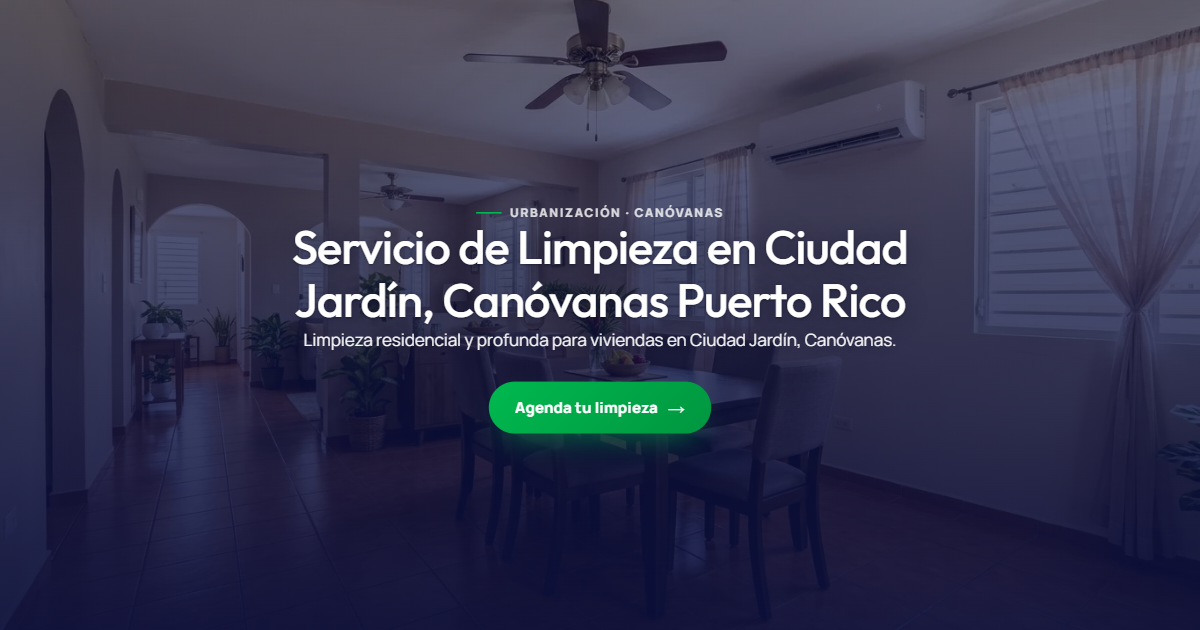 URBANIZACIÓN · CANÓVANAS
Servicio de Limpieza en Ciudad
Jardín, Canóvanas Puerto Rico
Limpieza residencial y profunda para viviendas en Ciudad Jardín, Canóvanas.
Agenda tu limpieza →